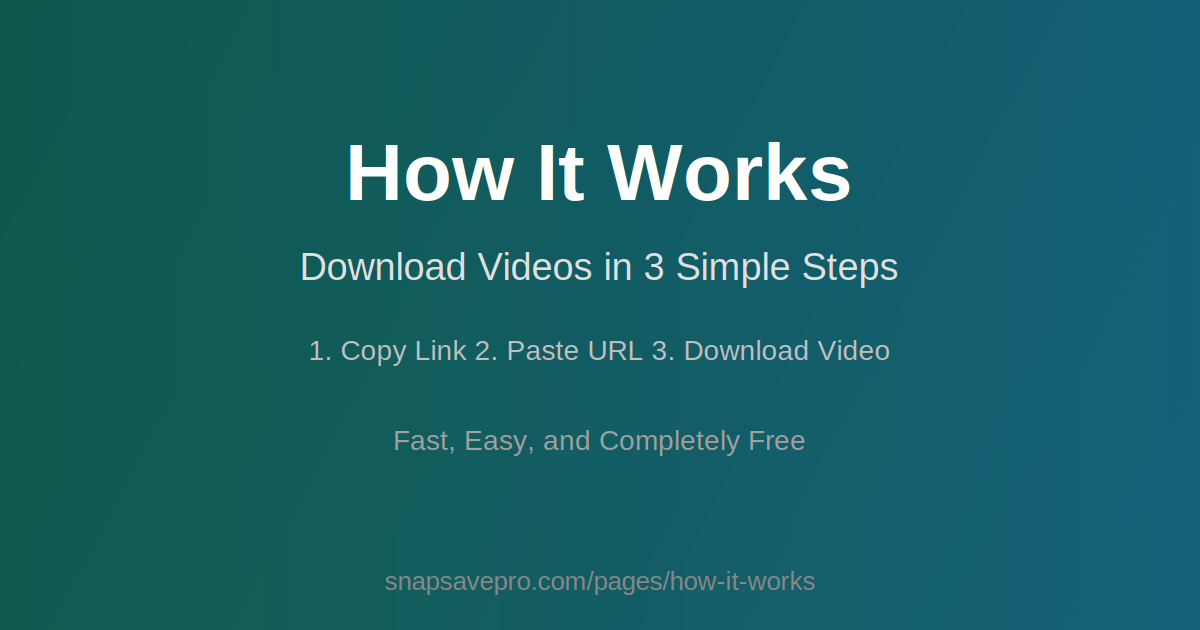 How It Works
Download Videos in 3 Simple Steps
1. Copy Link 2. Paste URL 3. Download Video
Fast, Easy, and Completely Free
snapsavepro.com/pages/how-it-works